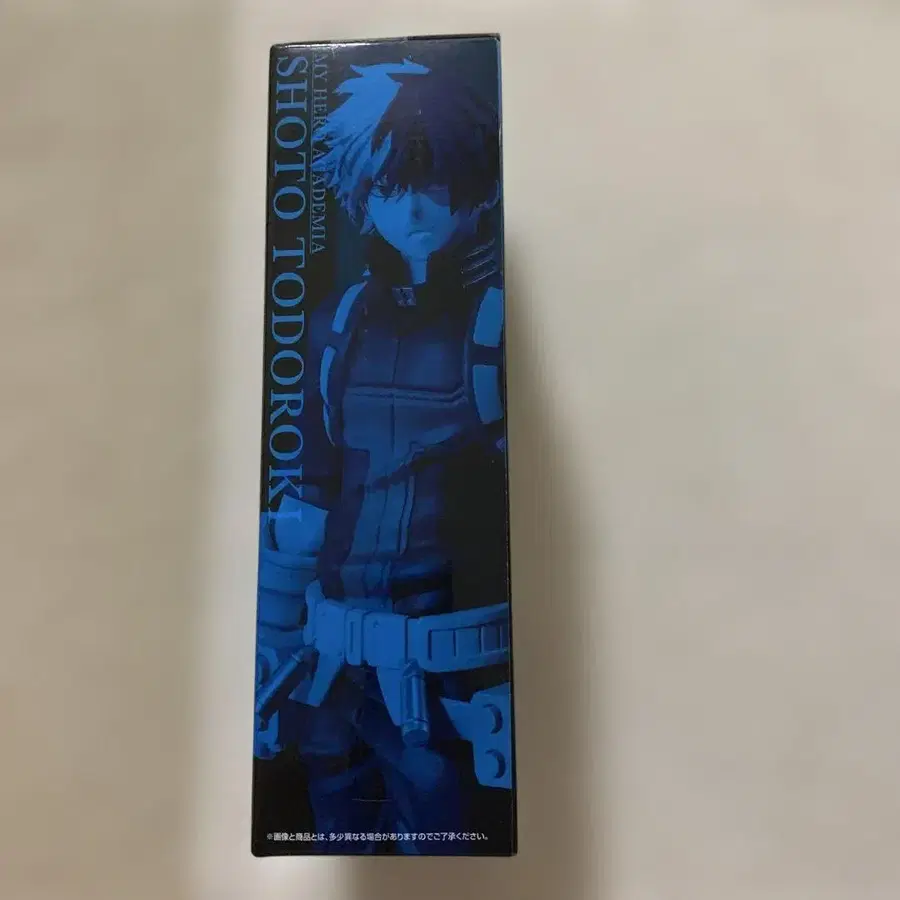 MY HERO ACADEMIA
SHOTO TODOROKI
※画像と商品とは、多少異なる場合がありますのでご了承ください。